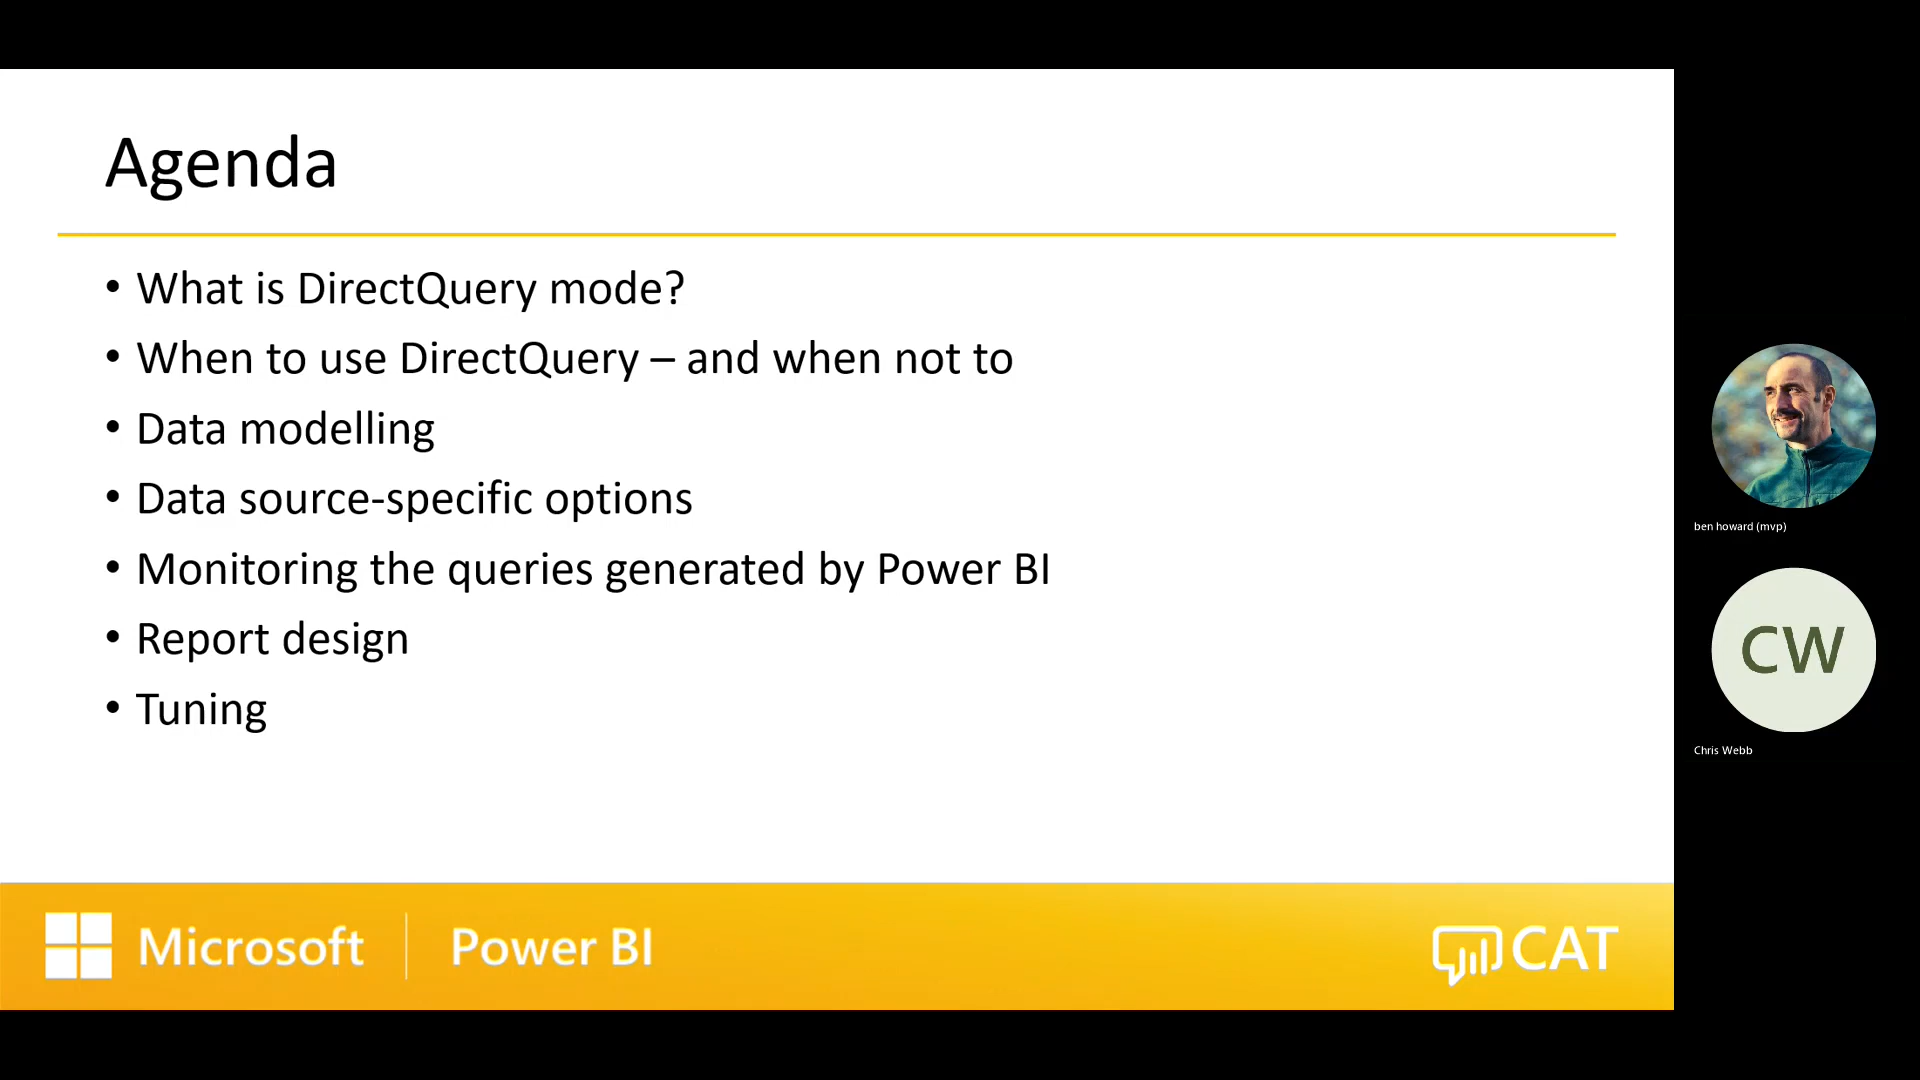 Agenda
• What is DirectQuery mode?
• When to use DirectQuery – and when not to
• Data modelling
• Data source-specific options
• Monitoring the queries generated by Power BI
• Report design
• Tuning
ben howard (mvp)
CW
Chris Webb
Microsoft | Power BI
CAT